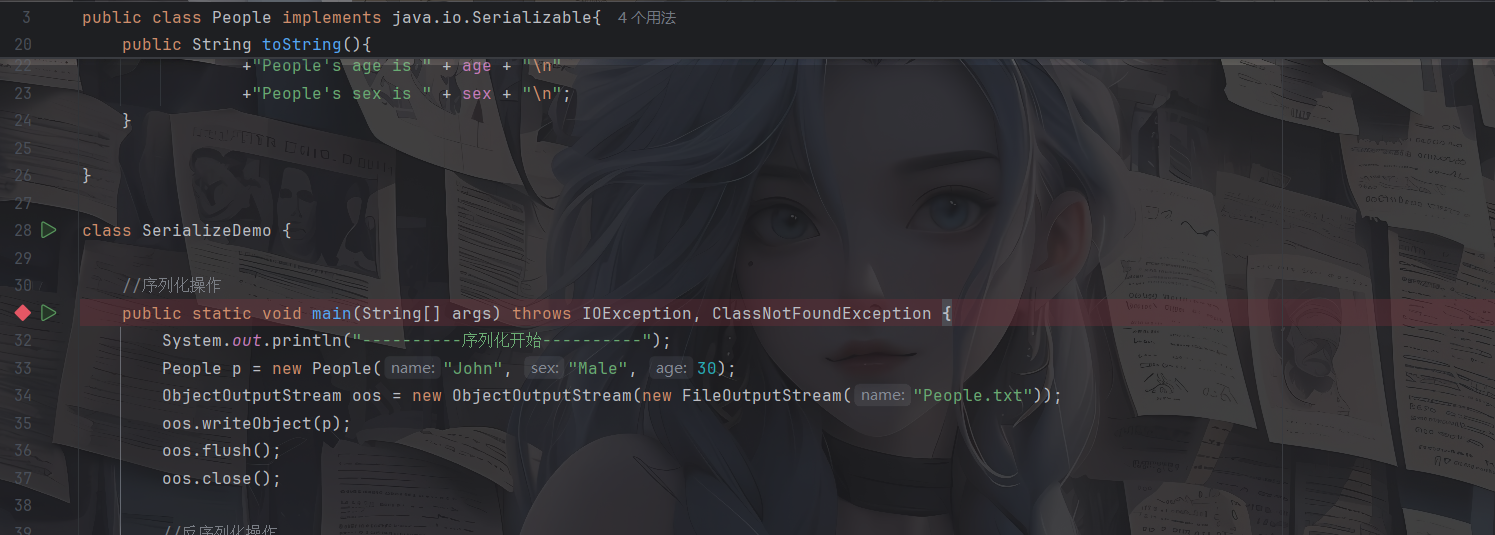 3 public class People implements java.io.Serializable{ 4 个用法
20 public String toString(){
22 +"People's age is " + age + "\n"
23 +"People's sex is " + sex + "\n";
24 }
25
26 }
27
28 class SerializeDemo {
29
30 //序列化操作
public static void main(String[] args) throws IOException, ClassNotFoundException {
32 System.out.println("----------序列化开始----------");
33 People p = new People( name: "John", sex: "Male", age: 30);
34 ObjectOutputStream oos = new ObjectOutputStream(new FileOutputStream( name: "People.txt"));
35 oos.writeObject(p);
36 oos.flush();
37 oos.close();
38
39 //反序列化操作